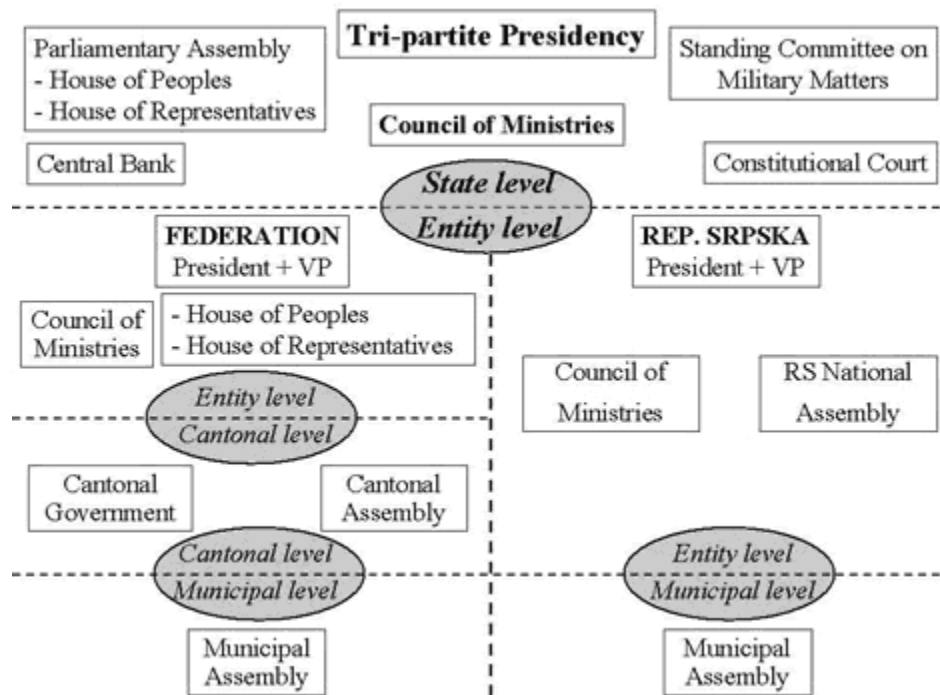 Parliamentary Assembly
- House of Peoples
- House of Representatives
Tri-partite Presidency
Standing Committee on
Military Matters
Council of Ministries
Central Bank
Constitutional Court
State level
Entity level
FEDERATION
President + VP
REP. SRPSKA
President + VP
Council of
Ministries
- House of Peoples
- House of Representatives
Council of
Ministries
RS National
Assembly
Entity level
Cantonal level
Cantonal
Government
Cantonal
Assembly
Cantonal level
Municipal level
Entity level
Municipal level
Municipal
Assembly
Municipal
Assembly